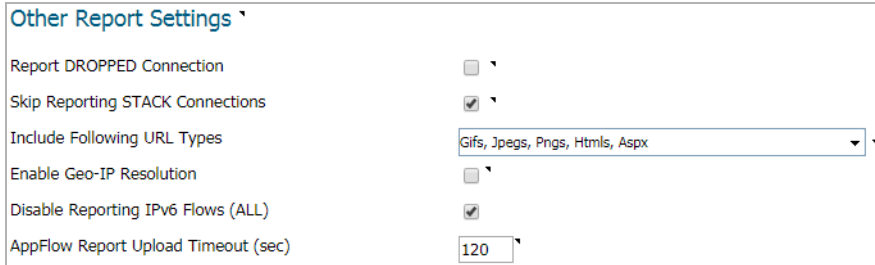 Other Report Settings
Report DROPPED Connection
Skip Reporting STACK Connections
Include Following URL Types Gifs, Jpegs, Pngs, Htmls, Aspx
Enable Geo-IP Resolution
Disable Reporting IPv6 Flows (ALL)
AppFlow Report Upload Timeout (sec) 120